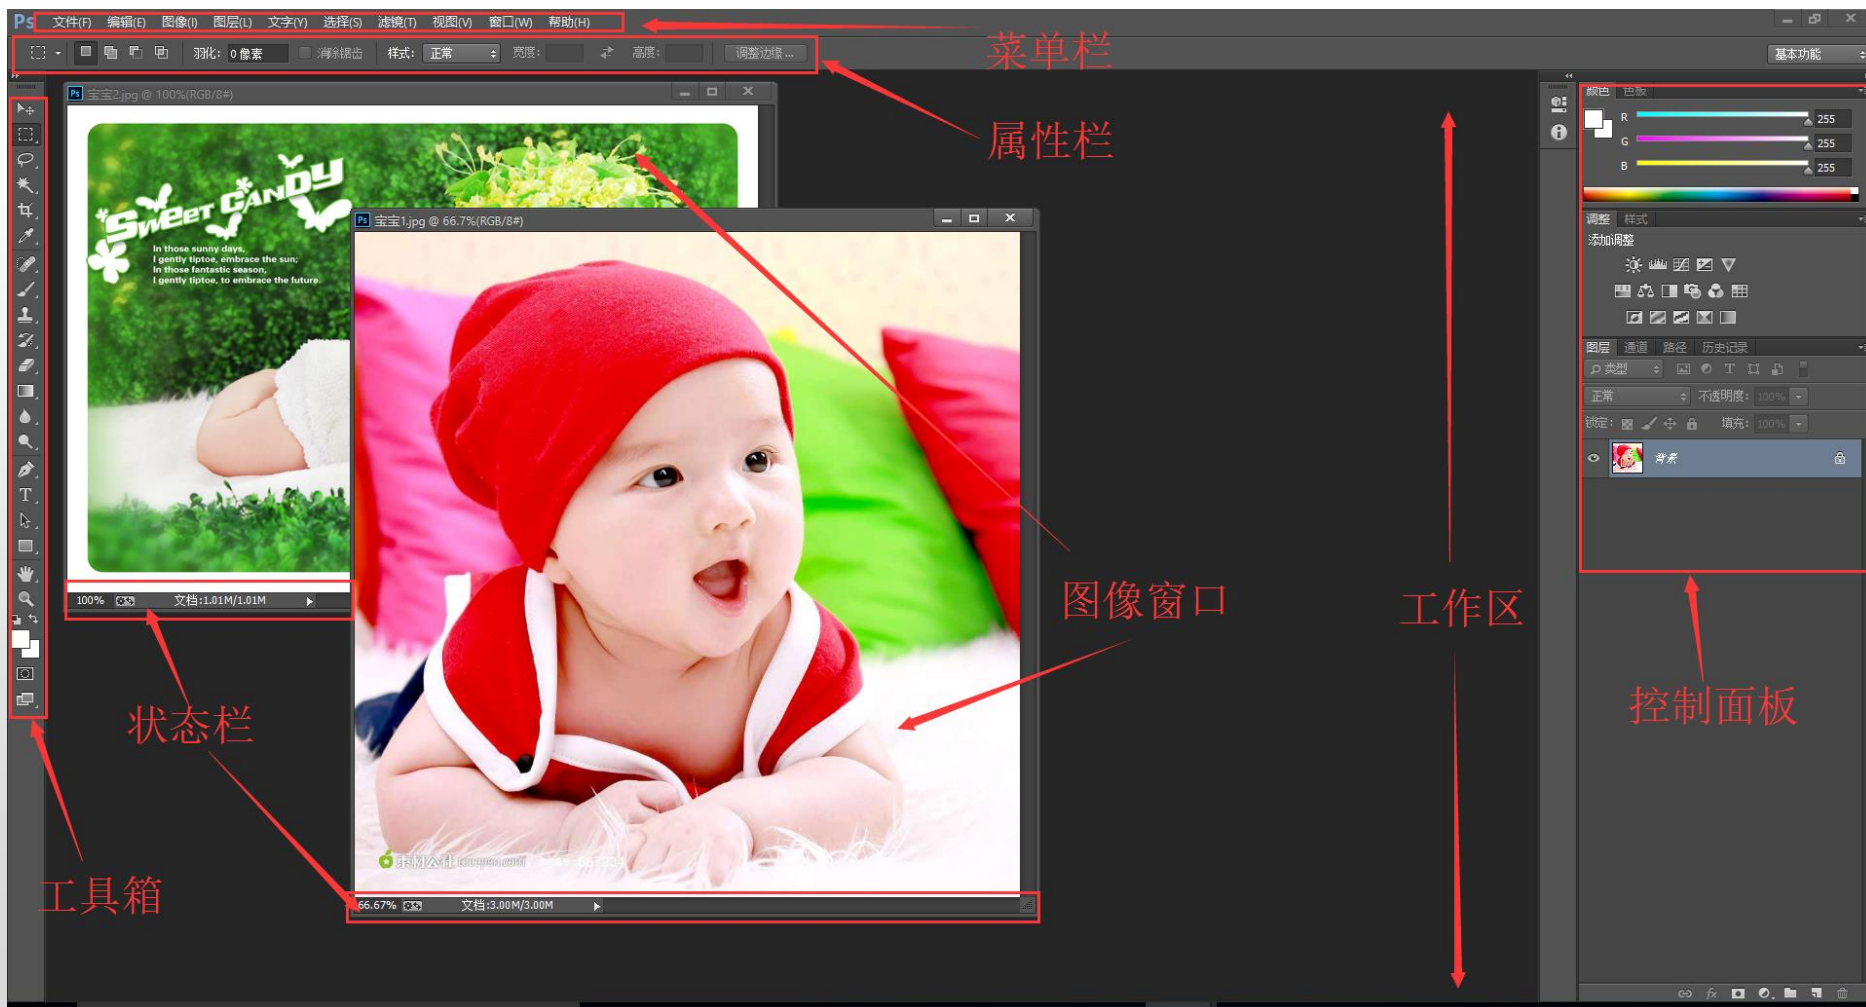 Ps 文件(F) 编辑(E) 图像(I) 图层(L) 文字(Y) 选择(S) 滤镜(T) 视图(V) 窗口(W) 帮助(H)
菜单栏
羽化: 0 像素 消除锯齿 样式: 正常 宽度: 高度: 调整边缘... 基本功能
属性栏
Ps 宝宝2.jpg @ 100%(RGB/8#)
SWEET CANDY
In those sunny days,
I gently tiptoe, embrace the sun;
In those fantastic season,
I gently tiptoe, to embrace the future.
100% 文档:1.01M/1.01M
Ps 宝宝1.jpg @ 66.7%(RGB/8#)
素材公社
66.67% 文档:3.00M/3.00M
状态栏
工具箱
图像窗口
工作区
控制面板
颜色 色板
R 255
G 255
B 255
调整 样式
添加调整
图层 通道 路径 历史记录
类型 T
正常 不透明度: 100%
锁定: 填充: 100%
背景
T
fx